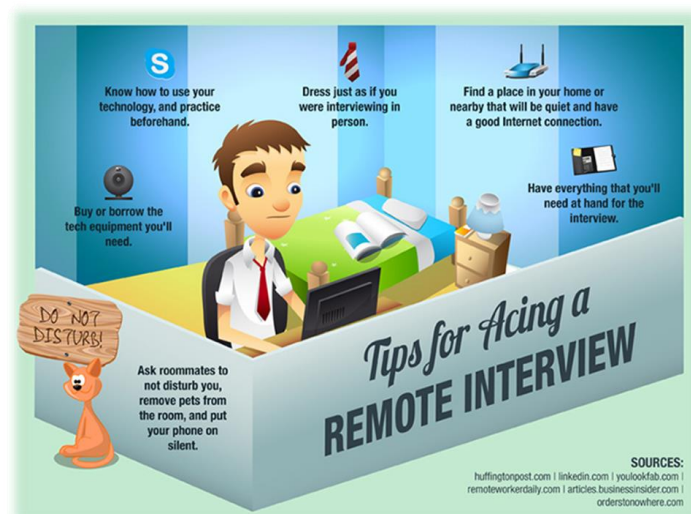 S
Know how to use your
technology, and practice
beforehand.
Dress just as if you
were interviewing in
person.
Find a place in your home or
nearby that will be quiet and have
a good Internet connection.
Buy or borrow the
tech equipment you'll
need.
Have everything that you'll
need at hand for the
interview.
DO NOT
DISTURB!
Ask roommates to
not disturb you,
remove pets from
the room, and put
your phone on
silent.
Tips for Acing a
REMOTE INTERVIEW
SOURCES:
huffingtonpost.com | linkedin.com | youlookfab.com |
remoteworkerdaily.com | articles.businessinsider.com |
orderstonowhere.com